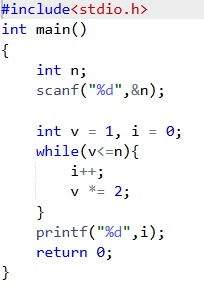 #include<stdio.h>
int main()
{
    int n;
    scanf("%d",&n);

    int v = 1, i = 0;
    while(v<=n){
        i++;
        v *= 2;
    }
    printf("%d",i);
    return 0;
}